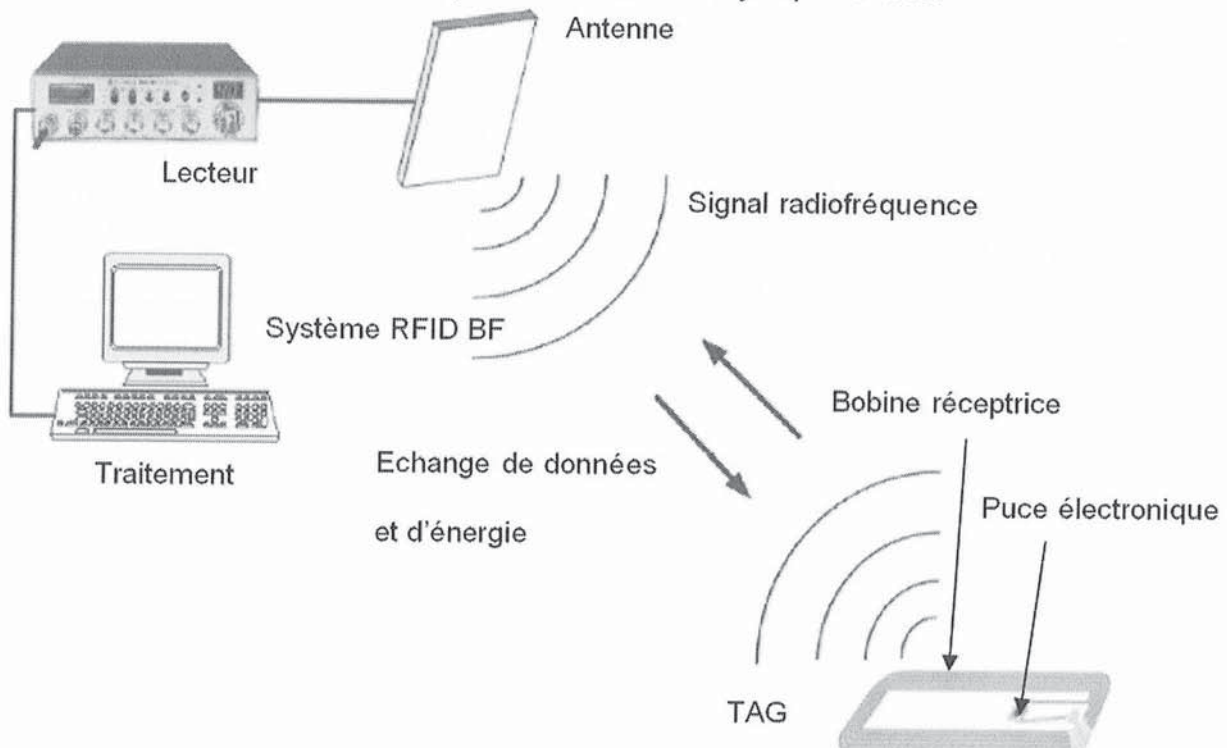 Antenne
Lecteur
Signal radiofréquence
Système RFID BF
Bobine réceptrice
Traitement
Echange de données
et d'énergie
Puce électronique
TAG